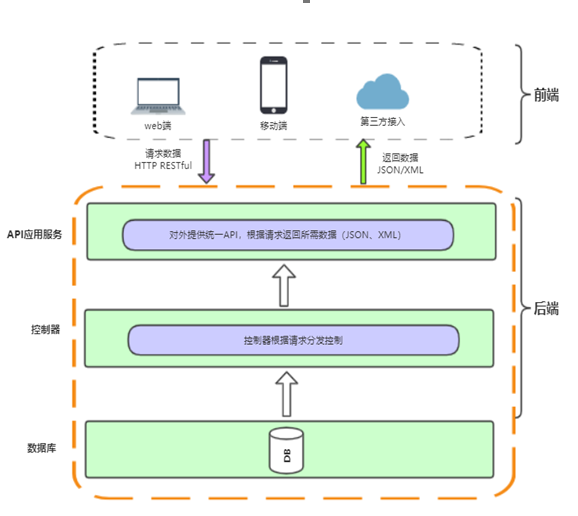 web端
移动端
第三方接入
前端
请求数据
HTTP RESTful
返回数据
JSON/XML
API应用服务
对外提供统一API，根据请求返回所需数据（JSON、XML）
后端
控制器
控制器根据请求分发控制
数据库
DB